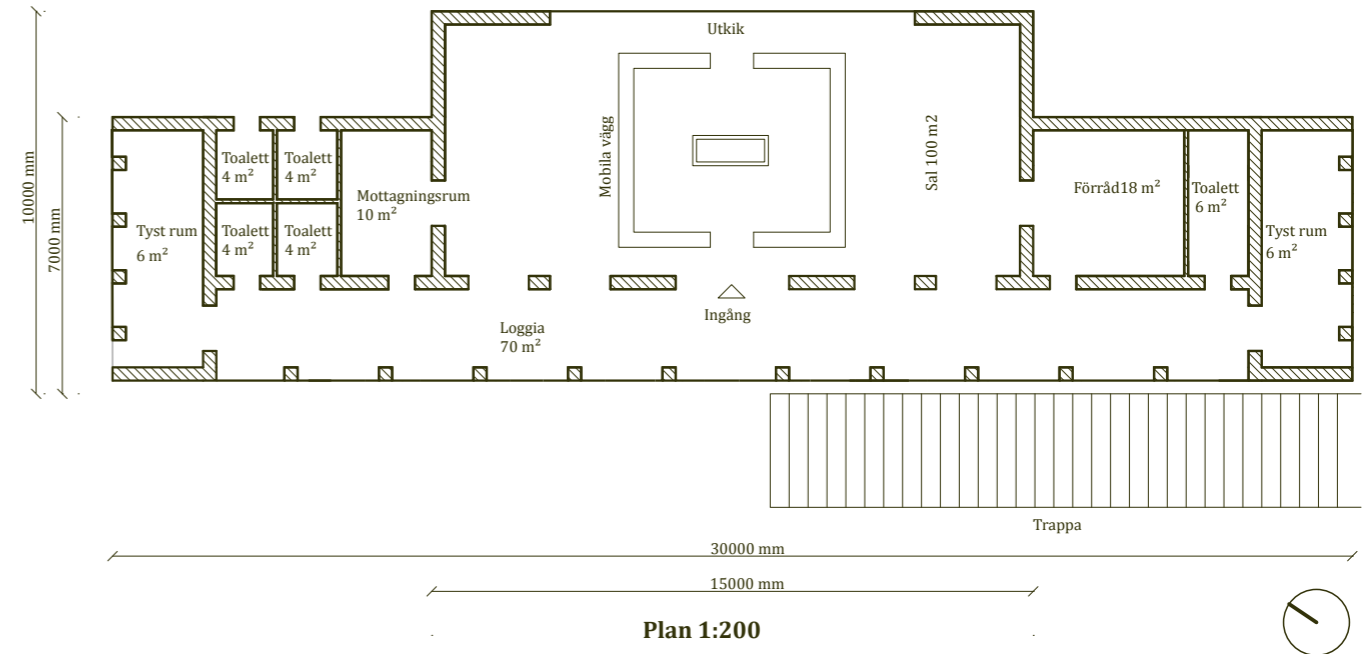 Utkik
10000 mm
7000 mm
Mobila vägg
Sal 100 m2
Toalett
4 m²
Toalett
4 m²
Mottagningsrum
10 m²
Förråd18 m²
Toalett
6 m²
Tyst rum
6 m²
Toalett
4 m²
Toalett
4 m²
Tyst rum
6 m²
Ingång
Loggia
70 m²
Trappa
30000 mm
15000 mm
Plan 1:200